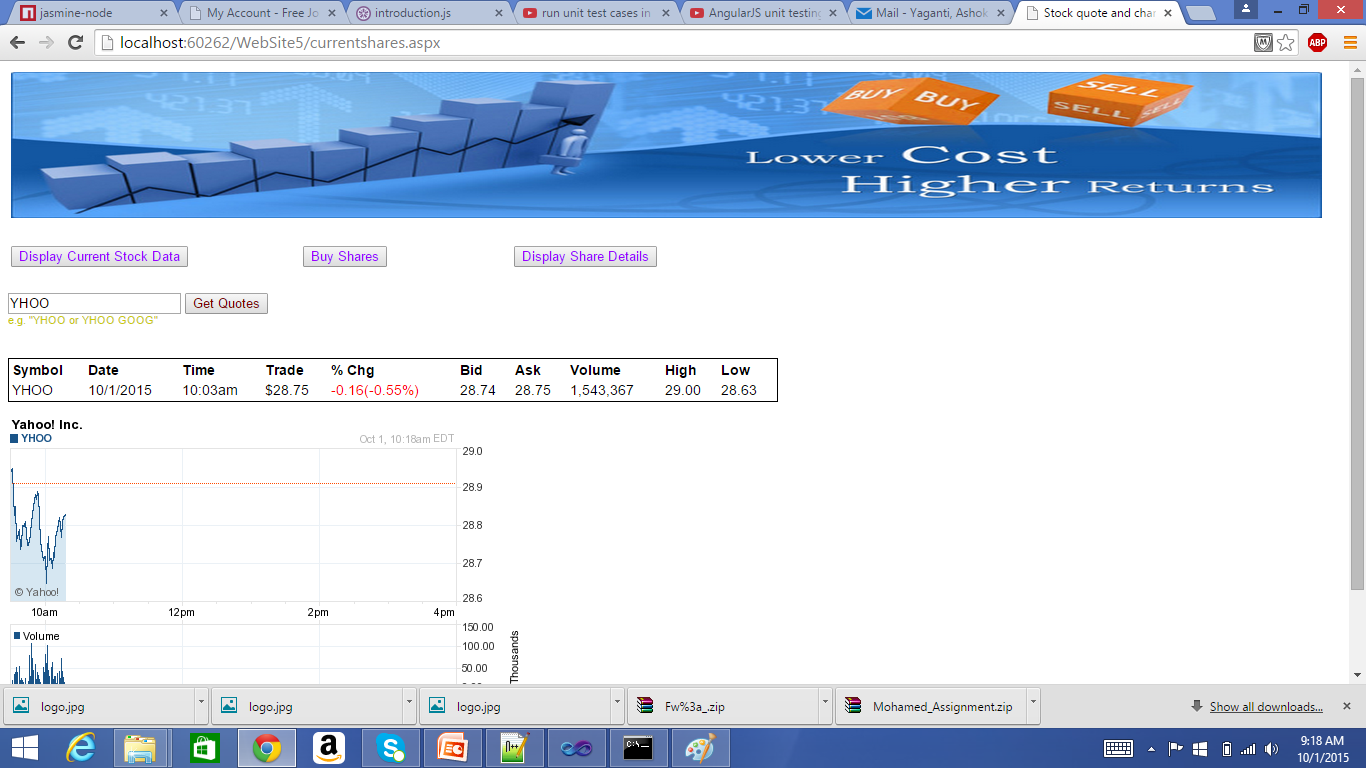 jasmine-node
My Account - Free Jo
introduction.js
run unit test cases in
AngularJS unit testing
Mail - Yaganti, Ashok
Stock quote and char
localhost:60262/WebSite5/currentshares.aspx
ABP
BUY BUY SELL SELL SELL
421.37
Lower Cost
Higher Returns
Display Current Stock Data Buy Shares Display Share Details
YHOO Get Quotes
e.g. "YHOO or YHOO GOOG"
Symbol Date Time Trade % Chg Bid Ask Volume High Low
YHOO 10/1/2015 10:03am $28.75 -0.16(-0.55%) 28.74 28.75 1,543,367 29.00 28.63
Yahoo! Inc.
YHOO Oct 1, 10:18am EDT
29.0
28.9
28.8
28.7
© Yahoo!
28.6
10am 12pm 2pm 4pm
Volume
150.00
100.00
50.00
Thousands
logo.jpg logo.jpg logo.jpg Fw%3a_.zip Mohamed_Assignment.zip Show all downloads...
9:18 AM
10/1/2015